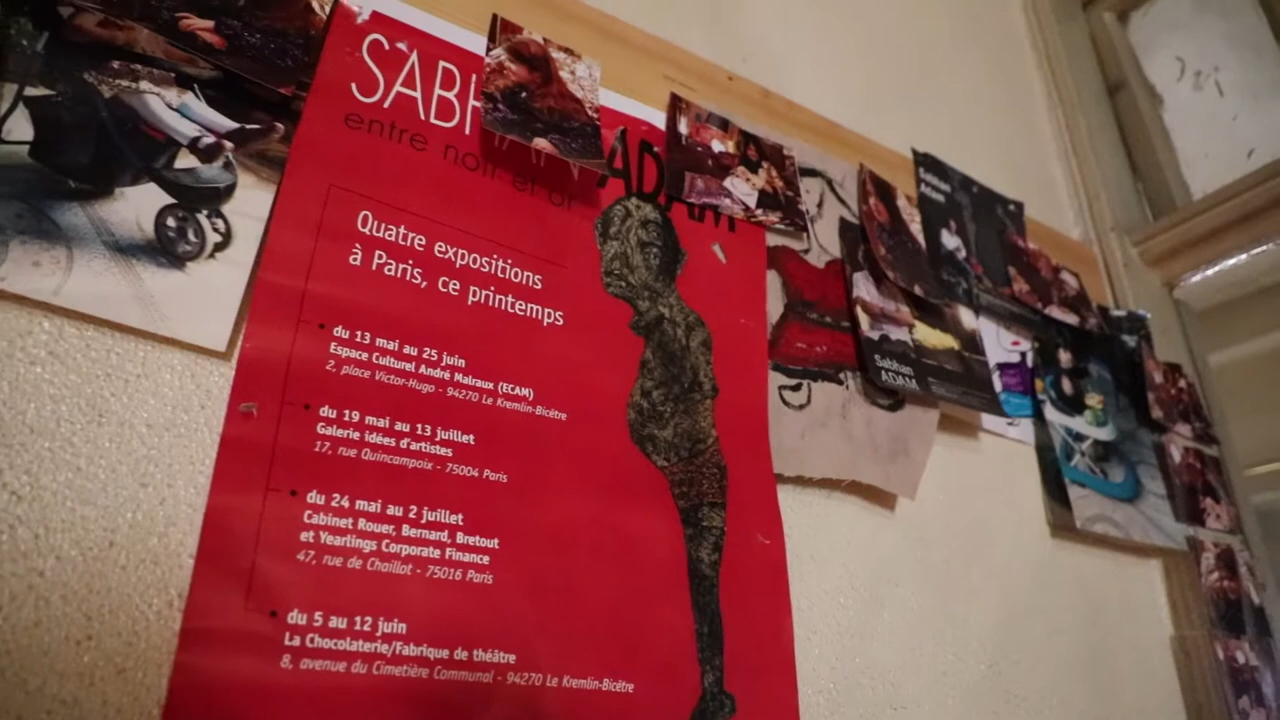 SABH ADAM
entre noir et or
Quatre expositions
à Paris, ce printemps
du 13 mai au 25 juin
Espace Culturel André Malraux (ECAM)
2, place Victor-Hugo - 94270 Le Kremlin-Bicêtre
du 19 mai au 13 juillet
Galerie idées d'artistes
17, rue Quincampoix - 75004 Paris
du 24 mai au 2 juillet
Cabinet Rouer, Bernard, Bretout
et Yearlings Corporate Finance
47, rue de Chaillot - 75016 Paris
du 5 au 12 juin
La Chocolaterie/Fabrique de théâtre
8, avenue du Cimetière Communal - 94270 Le Kremlin-Bicêtre
Sabhan
ADAM
Sabhan
Adam